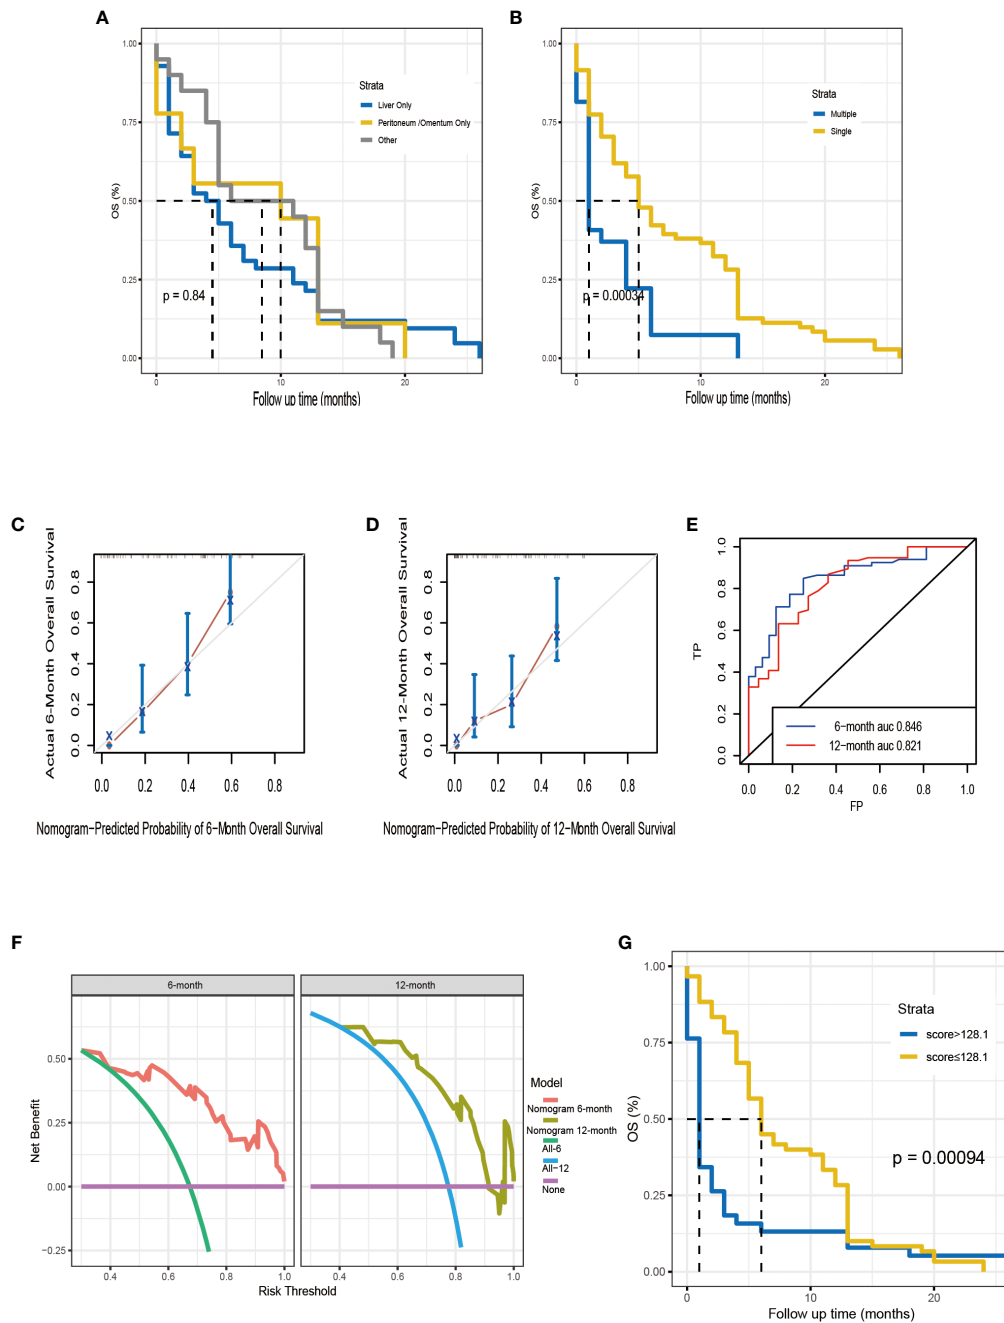 A
1.00
0.75
0.50
0.25
0.00
OS (%)
Strata
Liver Only
Peritoneum /Omentum Only
Other
p = 0.84
0
10
20
Follow up time (months)
B
1.00
0.75
0.50
0.25
0.00
OS (%)
Strata
Multiple
Single
p = 0.00034
0
10
20
Follow up time (months)
C
Actual 6-Month Overall Survival
0.0
0.2
0.4
0.6
0.8
0.0 0.2 0.4 0.6 0.8
Nomogram-Predicted Probability of 6-Month Overall Survival
D
Actual 12-Month Overall Survival
0.0
0.2
0.4
0.6
0.8
0.0 0.2 0.4 0.6 0.8
Nomogram-Predicted Probability of 12-Month Overall Survival
E
TP
1.0
0.8
0.6
0.4
0.2
0.0
6-month auc 0.846
12-month auc 0.821
0.0 0.2 0.4 0.6 0.8 1.0
FP
F
6-month
12-month
Net Benefit
0.50
0.25
0.00
−0.25
0.4 0.6 0.8 1.0
0.4 0.6 0.8 1.0
Risk Threshold
Model
Nomogram 6-month
Nomogram 12-month
All-6
All-12
None
G
1.00
0.75
0.50
0.25
0.00
OS (%)
Strata
score>128.1
score≤128.1
p = 0.00094
0
10
20
Follow up time (months)